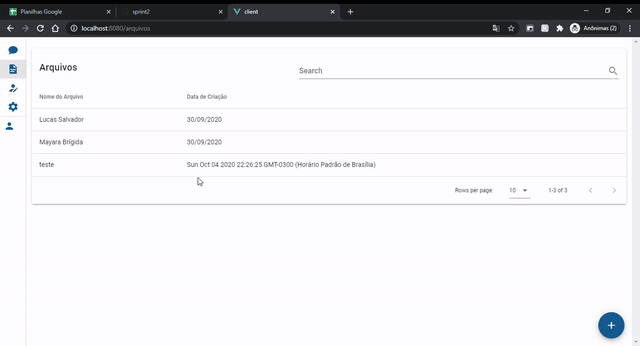 Planilhas Google
sprint2
client
localhost:8080/arquivos
Anônimas (2)
Arquivos
Search
Nome do Arquivo Data de Criação
Lucas Salvador 30/09/2020
Mayara Brígida 30/09/2020
teste Sun Oct 04 2020 22:26:25 GMT-0300 (Horário Padrão de Brasília)
Rows per page: 10 1-3 of 3